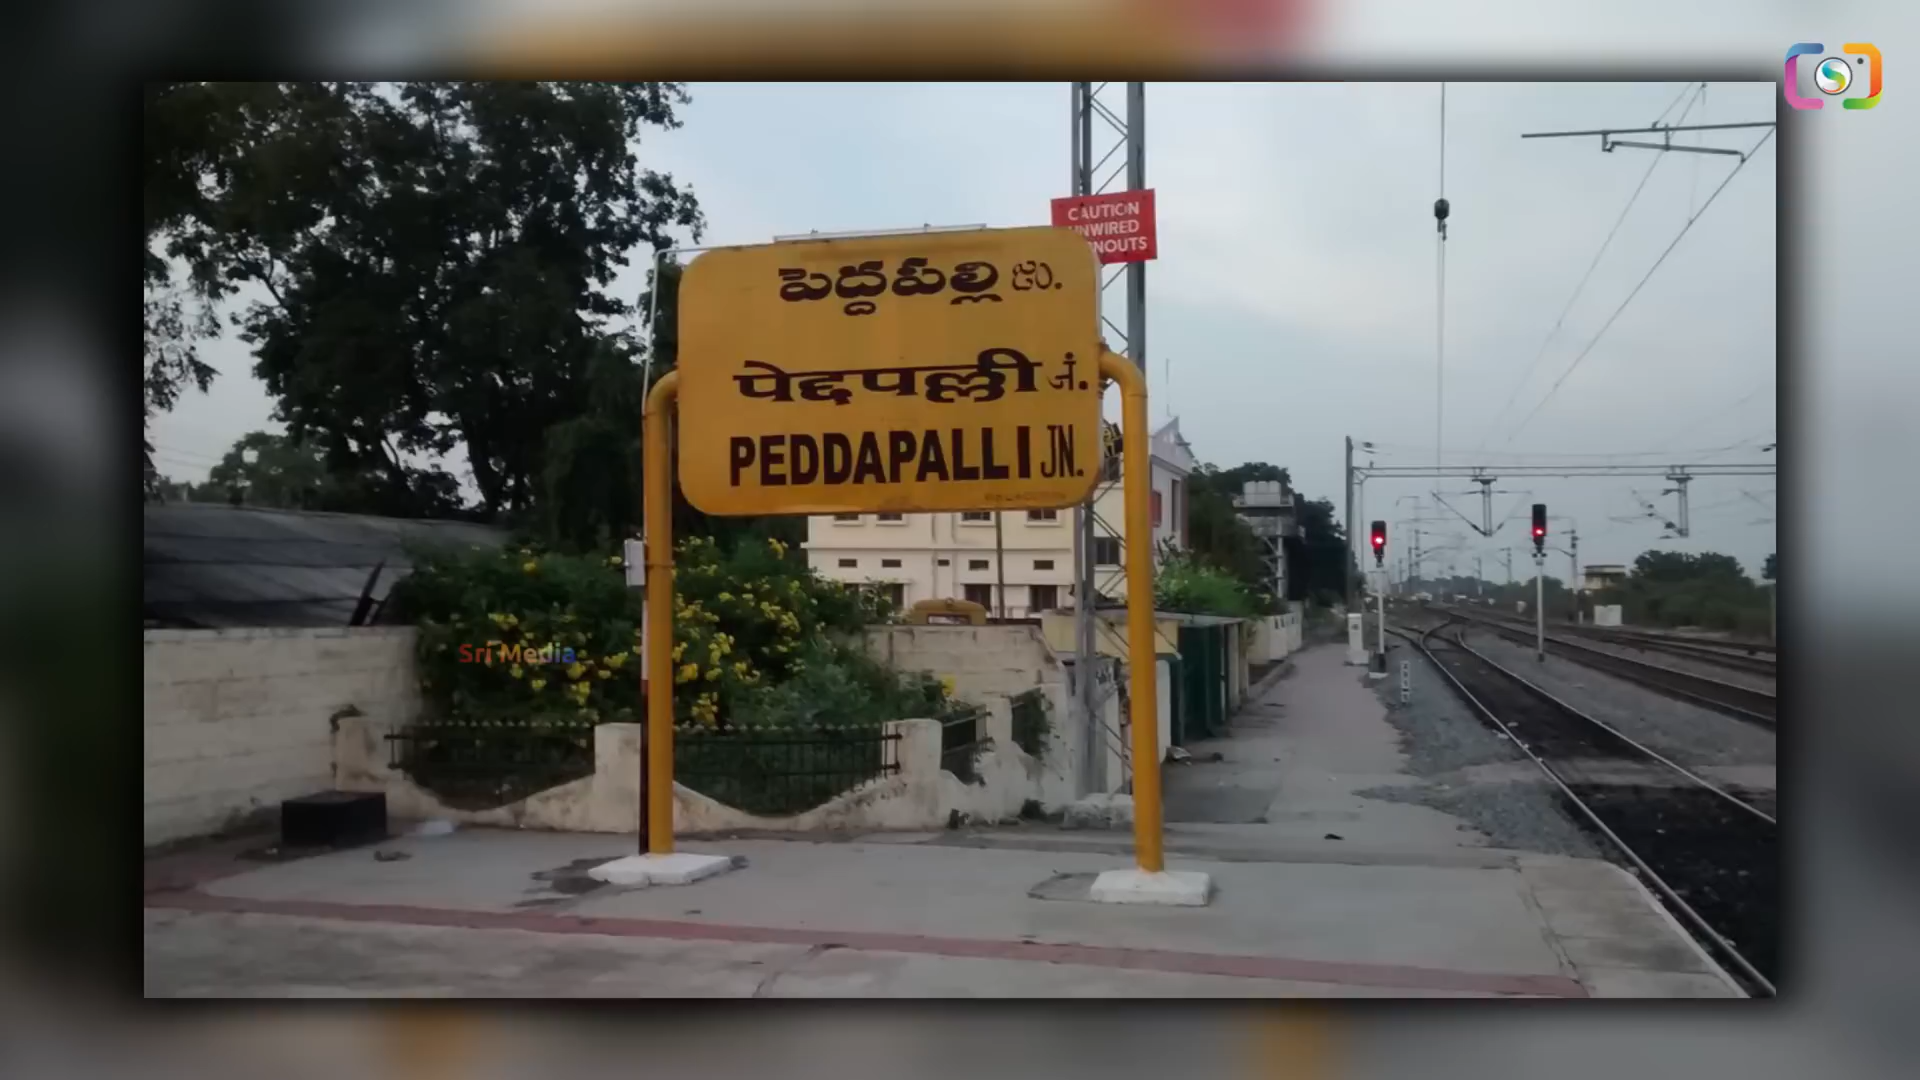 CAUTION
UNWIRED
పెద్దపల్లి జం.
पेद्दपल्ली जं.
PEDDAPALLI JN.
Sri Media